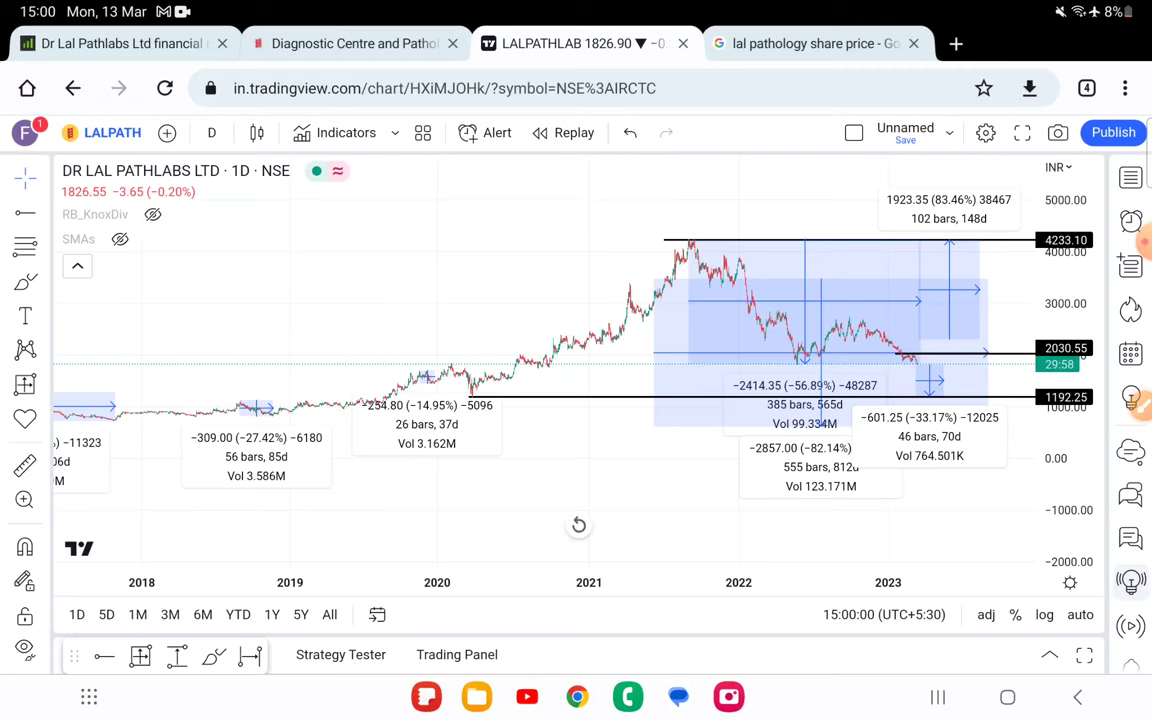 15:00 Mon, 13 Mar
8%
Dr Lal Pathlabs Ltd financial
Diagnostic Centre and Pathol
LALPATHLAB 1826.90 ▼ −0.
lal pathology share price - Go
in.tradingview.com/chart/HXiMJOHk/?symbol=NSE%3AIRCTC
4
F
1
LALPATH
D
Indicators
Alert
Replay
Unnamed
Save
Publish
DR LAL PATHLABS LTD · 1D · NSE
1826.55 −3.65 (−0.20%)
RB_KnoxDiv
SMAs
INR
5000.00
4233.10
4000.00
3000.00
2030.55
29:58
1192.25
1000.00
0.00
−1000.00
−2000.00
1923.35 (83.46%) 38467
102 bars, 148d
−2414.35 (−56.89%) −48287
385 bars, 565d
Vol 99.334M
−254.80 (−14.95%) −5096
26 bars, 37d
Vol 3.162M
−601.25 (−33.17%) −12025
46 bars, 70d
Vol 764.501K
−309.00 (−27.42%) −6180
56 bars, 85d
Vol 3.586M
%) −11323
06d
M
−2857.00 (−82.14%)
555 bars, 812d
Vol 123.171M
2018
2019
2020
2021
2022
2023
1D
5D
1M
3M
6M
YTD
1Y
5Y
All
15:00:00 (UTC+5:30)
adj
%
log
auto
Strategy Tester
Trading Panel